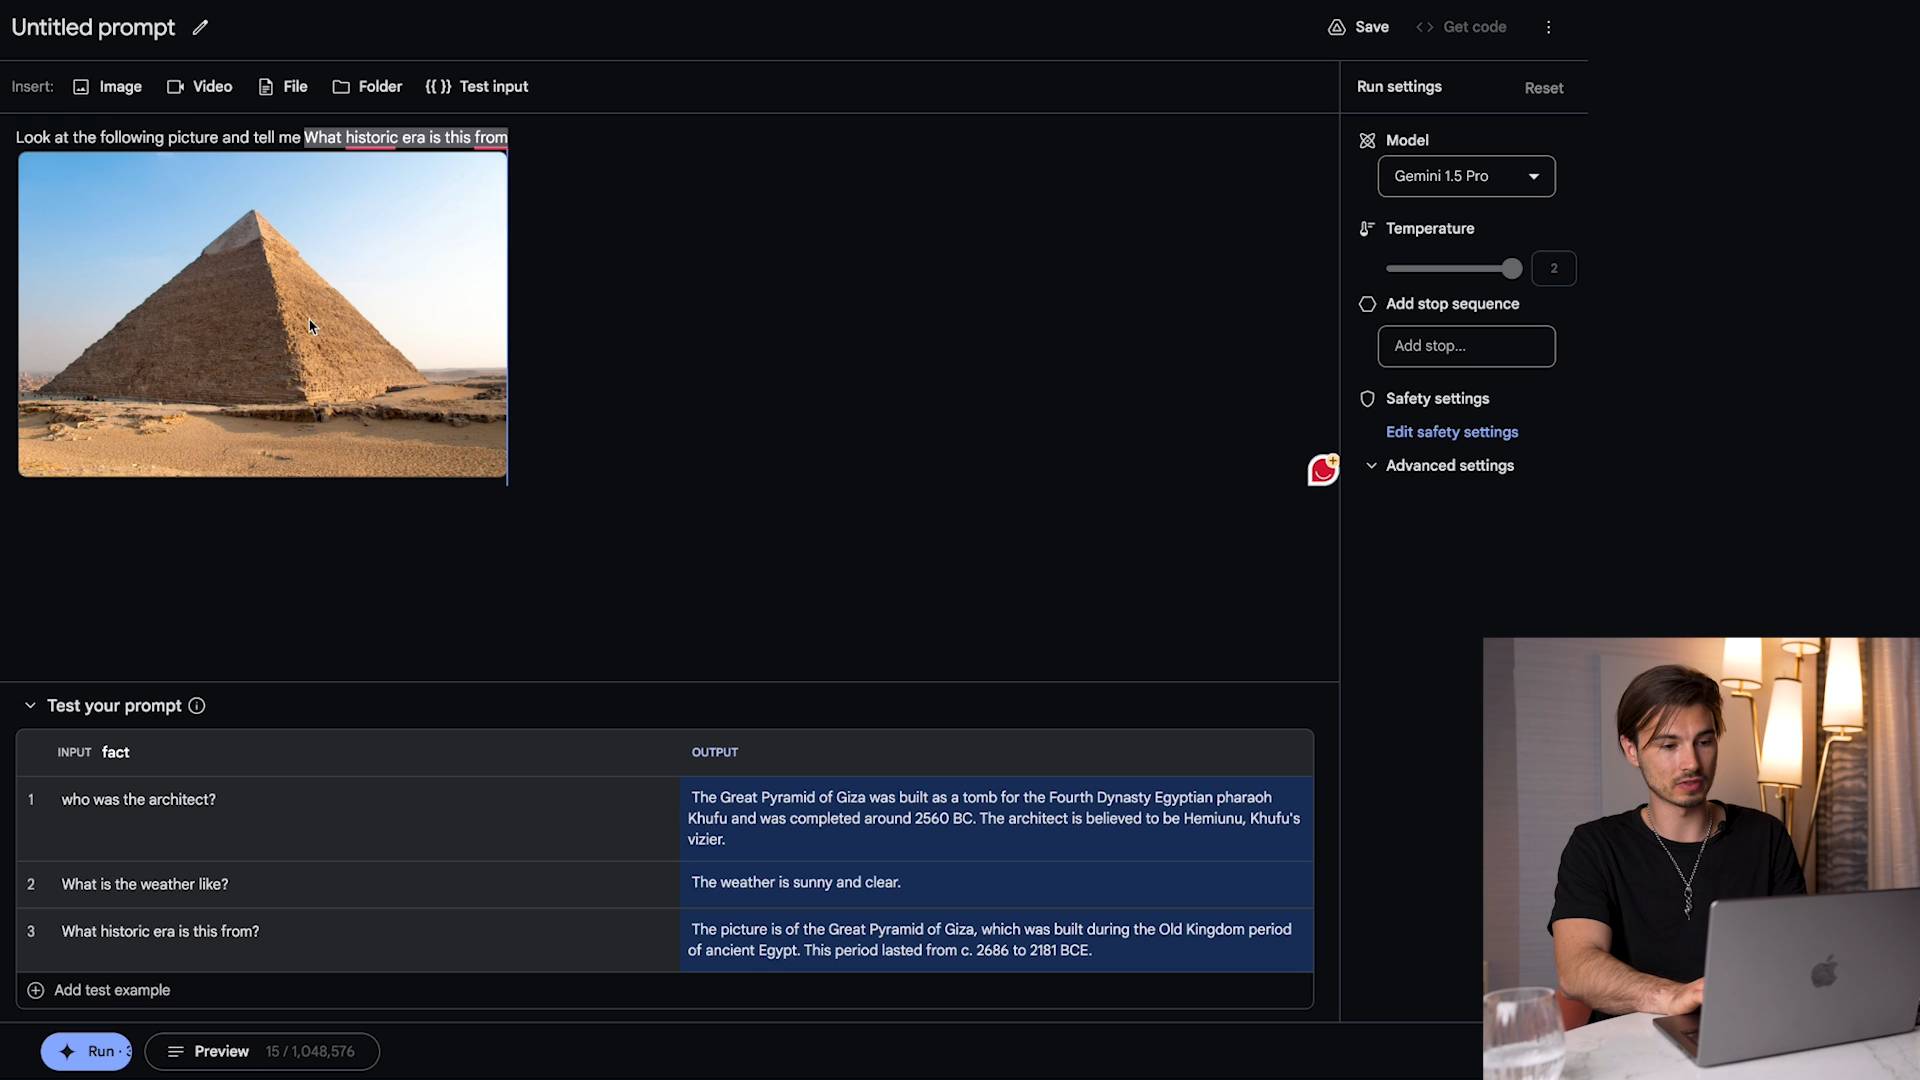 Untitled prompt
Save
Get code
Insert:
Image
Video
File
Folder
{{ }} Test input
Run settings
Reset
Look at the following picture and tell me What historic era is this from
Model
Gemini 1.5 Pro
Temperature
2
Add stop sequence
Add stop...
Safety settings
Edit safety settings
Advanced settings
Test your prompt
INPUT fact
OUTPUT
1
who was the architect?
The Great Pyramid of Giza was built as a tomb for the Fourth Dynasty Egyptian pharaoh
Khufu and was completed around 2560 BC. The architect is believed to be Hemiunu, Khufu's
vizier.
2
What is the weather like?
The weather is sunny and clear.
3
What historic era is this from?
The picture is of the Great Pyramid of Giza, which was built during the Old Kingdom period
of ancient Egypt. This period lasted from c. 2686 to 2181 BCE.
Add test example
Run ·
Preview 15 / 1,048,576